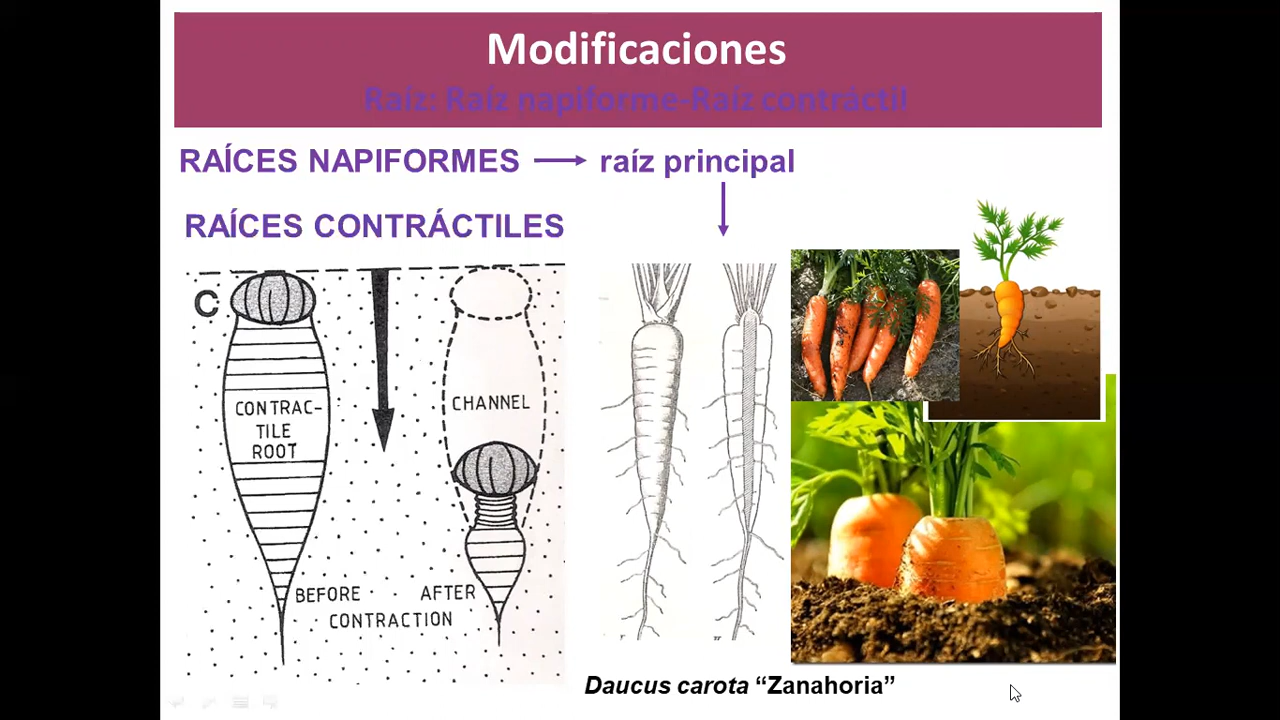 Modificaciones
Raíz: Raíz napiforme-Raíz contráctil
RAÍCES NAPIFORMES → raíz principal
RAÍCES CONTRÁCTILES
C
CONTRAC-
TILE
ROOT
CHANNEL
BEFORE AFTER
CONTRACTION
Daucus carota “Zanahoria”